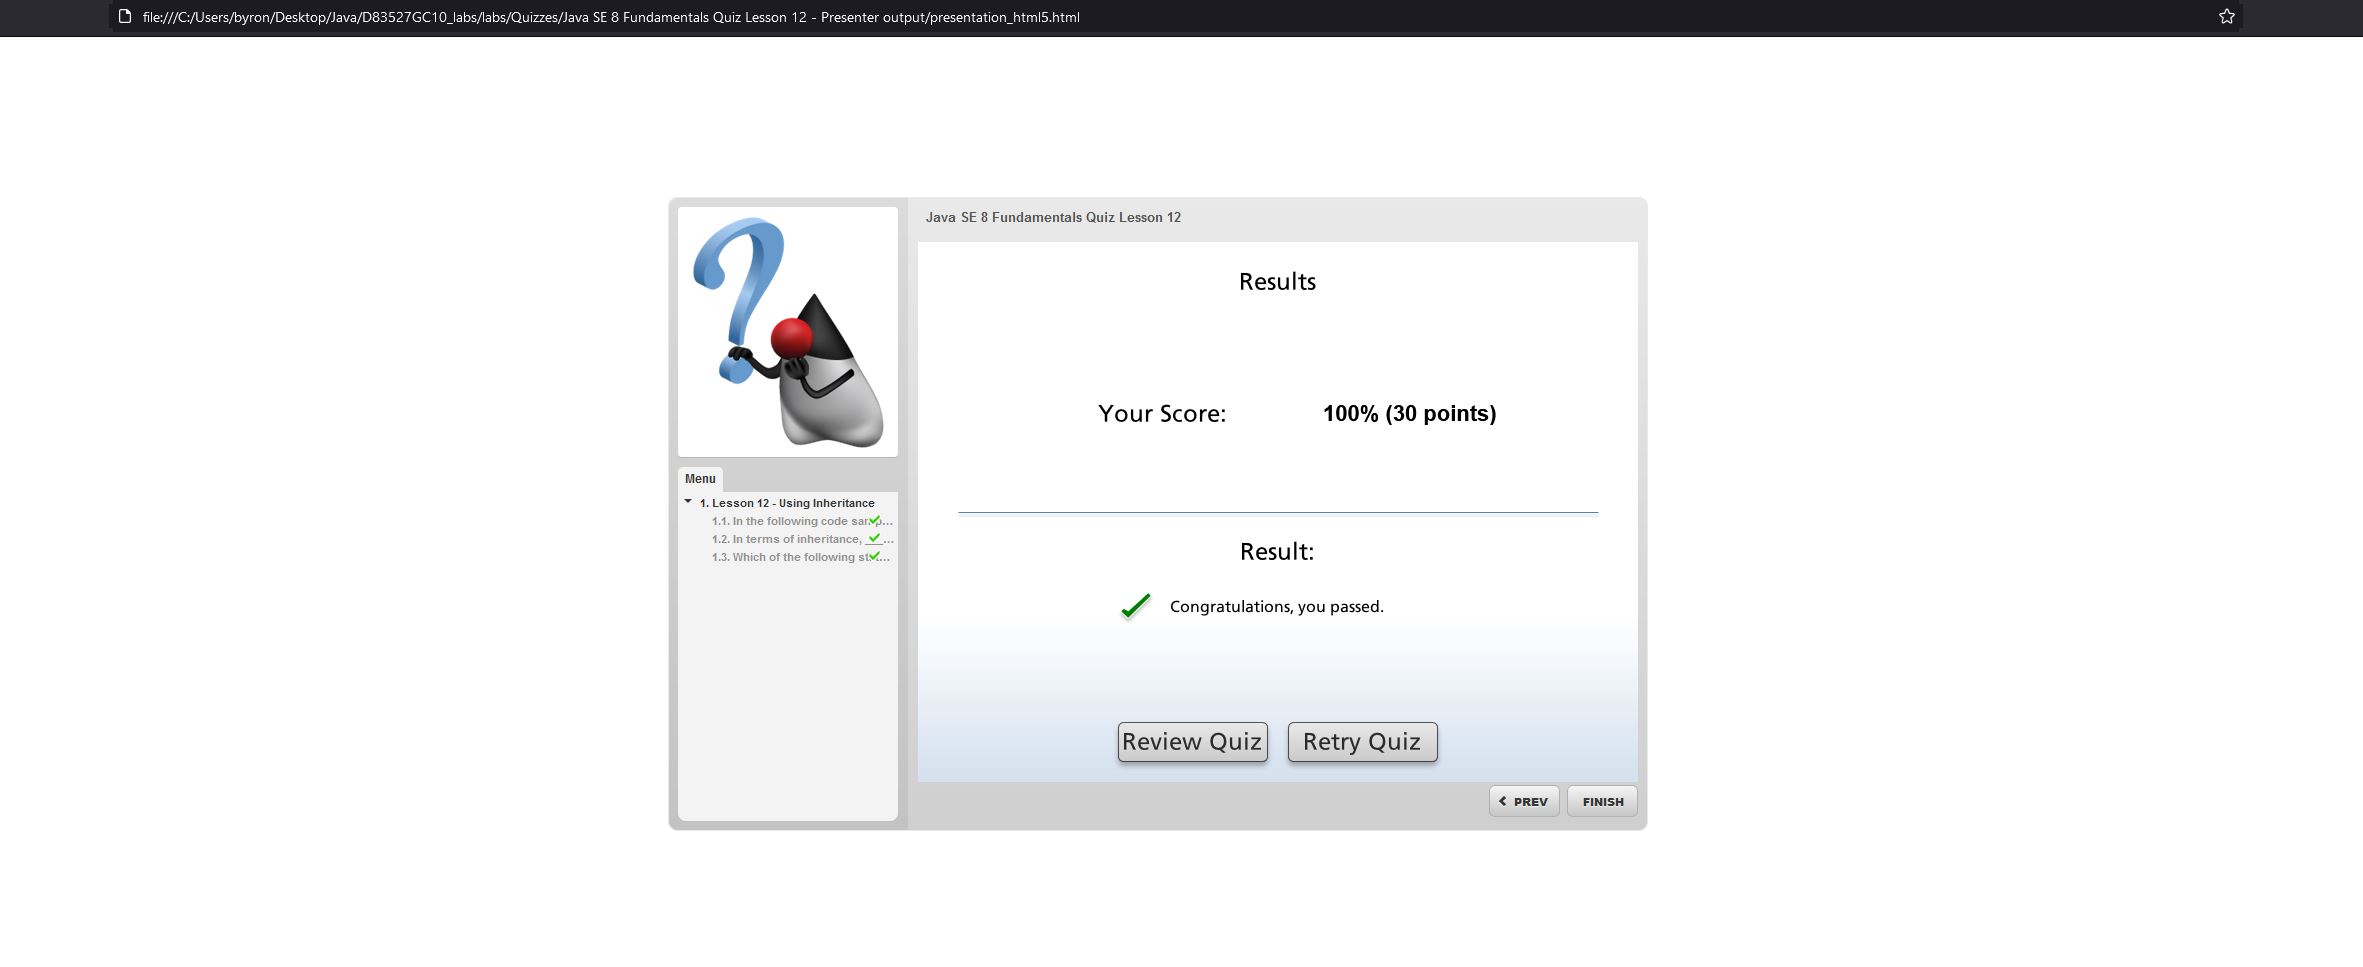 file:///C:/Users/byron/Desktop/Java/D83527GC10_labs/labs/Quizzes/Java SE 8 Fundamentals Quiz Lesson 12 - Presenter output/presentation_html5.html
Java SE 8 Fundamentals Quiz Lesson 12
Results
Your Score: 100% (30 points)
Result:
Congratulations, you passed.
Review Quiz Retry Quiz
PREV FINISH
Menu
1. Lesson 12 - Using Inheritance
1.1. In the following code
1.2. In terms of inheritance, ___...
1.3. Which of the following